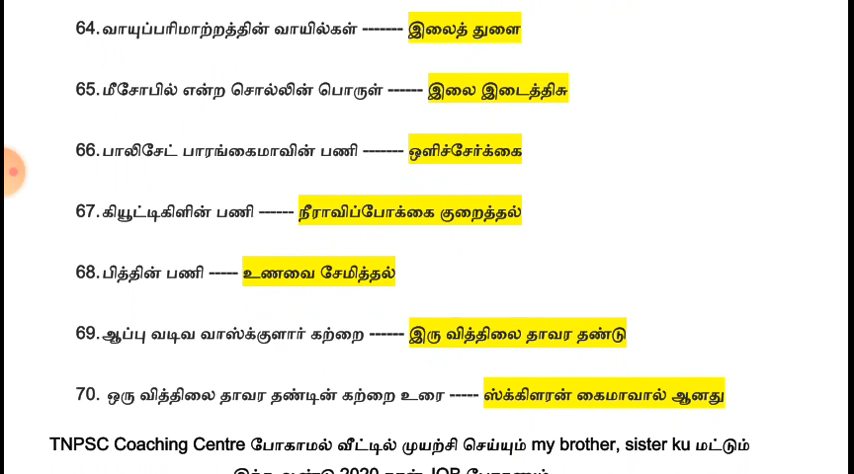 64. வாயுப்பரிமாற்றத்தின் வாயில்கள் ------- இலைத் துளை
65. மீசோபில் என்ற சொல்லின் பொருள் ------ இலை இடைத்திசு
66. பாலிசேட் பாரங்கைமாவின் பணி ------- ஒளிச்சேர்க்கை
67. கியூட்டிகிளின் பணி ------ நீராவிப்போக்கை குறைத்தல்
68. பித்தின் பணி ----- உணவை சேமித்தல்
69. ஆப்பு வடிவ வாஸ்க்குளார் கற்றை ------ இரு வித்திலை தாவர தண்டு
70. ஒரு வித்திலை தாவர தண்டின் கற்றை உரை ----- ஸ்க்கிளரன் கைமாவால் ஆனது
TNPSC Coaching Centre போகாமல் வீட்டில் முயற்சி செய்யும் my brother, sister ku மட்டும்